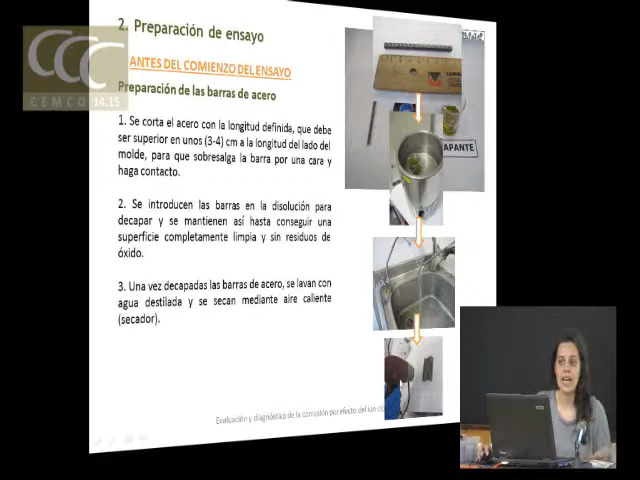 2. Preparación de ensayo
CCC
CEMCO 14.15
ANTES DEL COMIENZO DEL ENSAYO
Preparación de las barras de acero
1. Se corta el acero con la longitud definida, que debe
ser superior en unos (3-4) cm a la longitud del lado del
molde, para que sobresalga la barra por una cara y
haga contacto.
2. Se introducen las barras en la disolución para
decapar y se mantienen así hasta conseguir una
superficie completamente limpia y sin residuos de
óxido.
3. Una vez decapadas las barras de acero, se lavan con
agua destilada y se secan mediante aire caliente
(secador).
APANTE
Evaluación y diagnóstico de la corrosión por efecto del ion